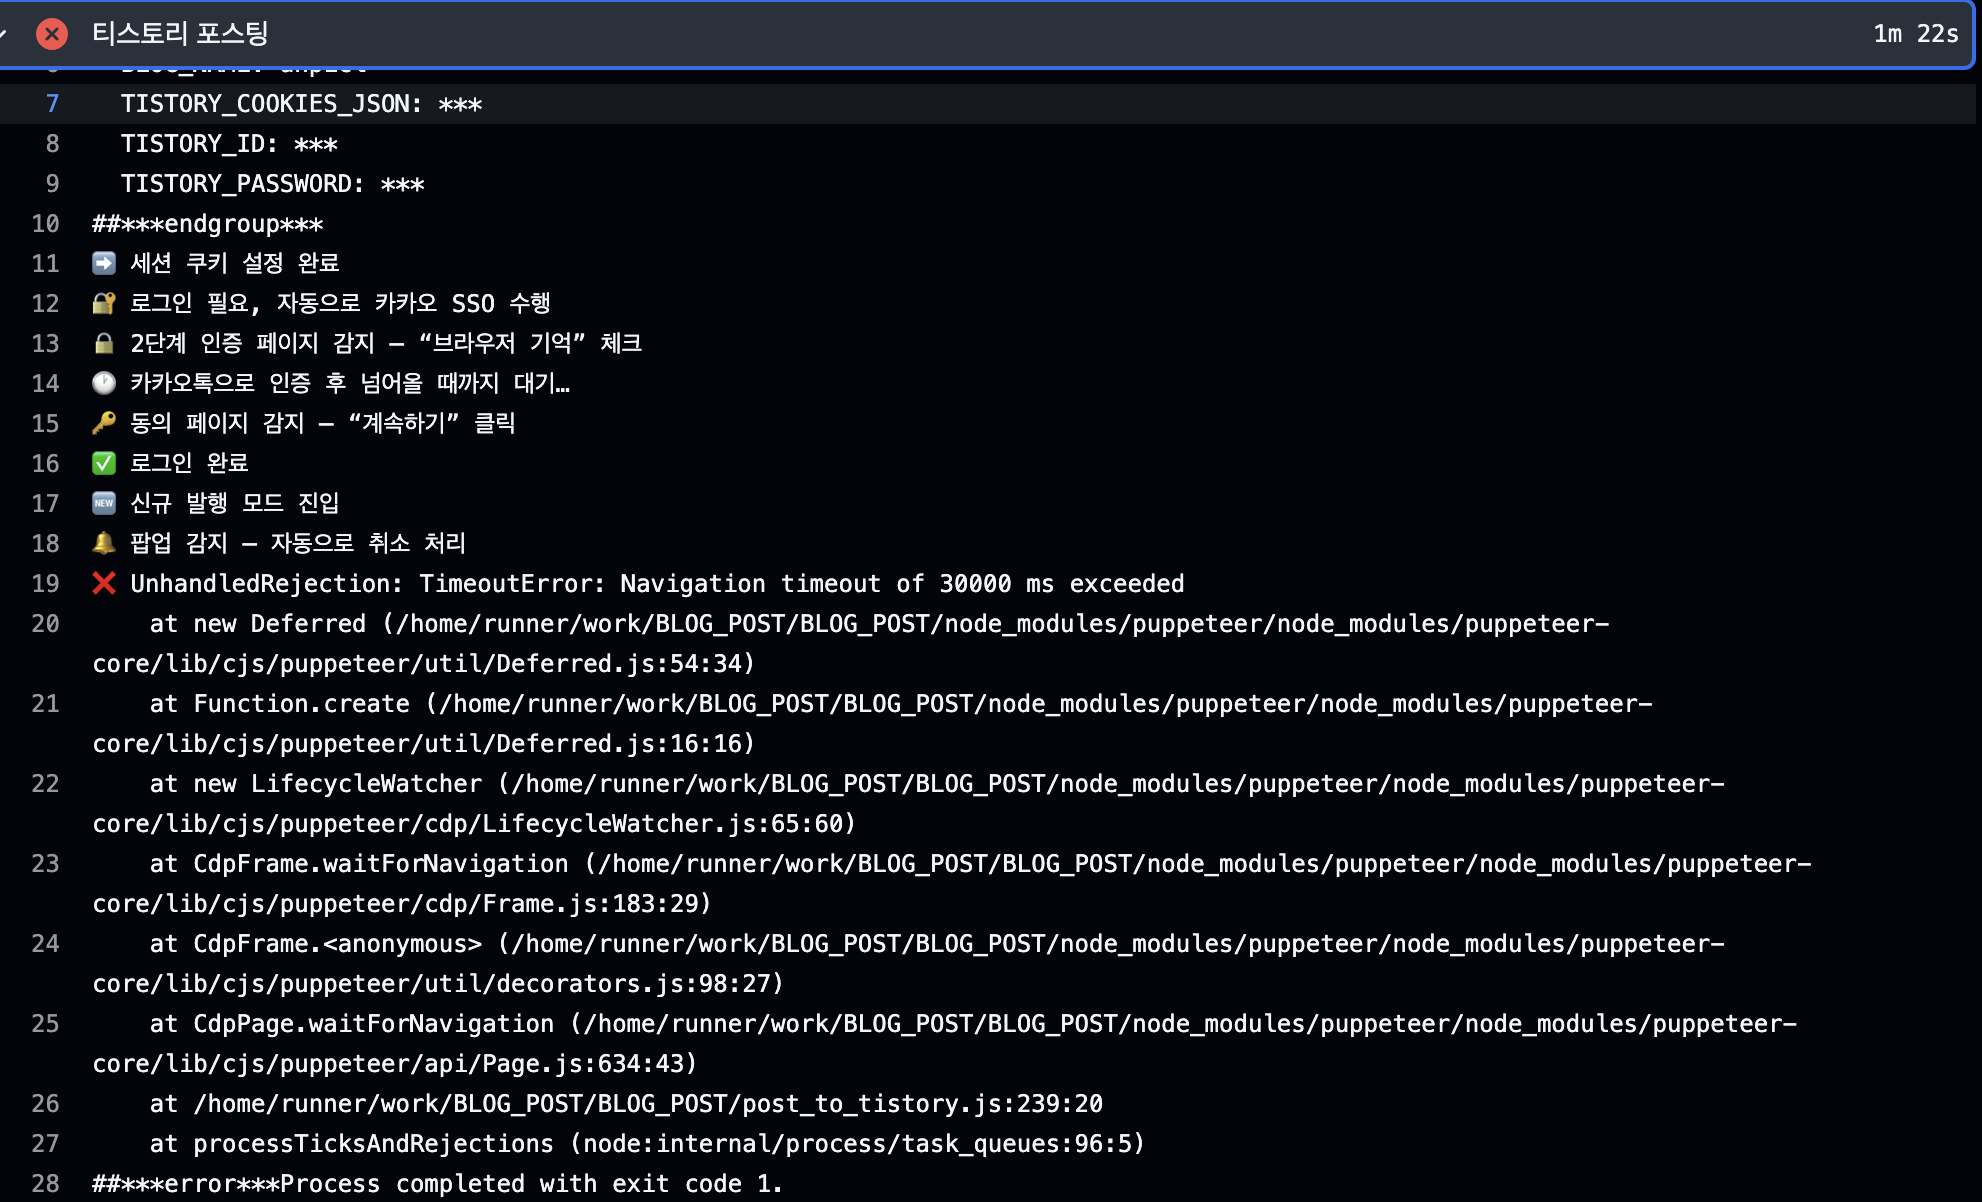 티스토리 포스팅
1m 22s
7 TISTORY_COOKIES_JSON: ***
8 TISTORY_ID: ***
9 TISTORY_PASSWORD: ***
10 ##***endgroup***
11 ➡️ 세션 쿠키 설정 완료
12 🔐 로그인 필요, 자동으로 카카오 SSO 수행
13 🔒 2단계 인증 페이지 감지 – “브라우저 기억” 체크
14 🕐 카카오톡으로 인증 후 넘어올 때까지 대기…
15 🔑 동의 페이지 감지 – “계속하기” 클릭
16 ✅ 로그인 완료
17 🆕 신규 발행 모드 진입
18 🔔 팝업 감지 – 자동으로 취소 처리
19 ❌ UnhandledRejection: TimeoutError: Navigation timeout of 30000 ms exceeded
20 at new Deferred (/home/runner/work/BLOG_POST/BLOG_POST/node_modules/puppeteer/node_modules/puppeteer-
core/lib/cjs/puppeteer/util/Deferred.js:54:34)
21 at Function.create (/home/runner/work/BLOG_POST/BLOG_POST/node_modules/puppeteer/node_modules/puppeteer-
core/lib/cjs/puppeteer/util/Deferred.js:16:16)
22 at new LifecycleWatcher (/home/runner/work/BLOG_POST/BLOG_POST/node_modules/puppeteer/node_modules/puppeteer-
core/lib/cjs/puppeteer/cdp/LifecycleWatcher.js:65:60)
23 at CdpFrame.waitForNavigation (/home/runner/work/BLOG_POST/BLOG_POST/node_modules/puppeteer/node_modules/puppeteer-
core/lib/cjs/puppeteer/cdp/Frame.js:183:29)
24 at CdpFrame.<anonymous> (/home/runner/work/BLOG_POST/BLOG_POST/node_modules/puppeteer/node_modules/puppeteer-
core/lib/cjs/puppeteer/util/decorators.js:98:27)
25 at CdpPage.waitForNavigation (/home/runner/work/BLOG_POST/BLOG_POST/node_modules/puppeteer/node_modules/puppeteer-
core/lib/cjs/puppeteer/api/Page.js:634:43)
26 at /home/runner/work/BLOG_POST/BLOG_POST/post_to_tistory.js:239:20
27 at processTicksAndRejections (node:internal/process/task_queues:96:5)
28 ##***error***Process completed with exit code 1.